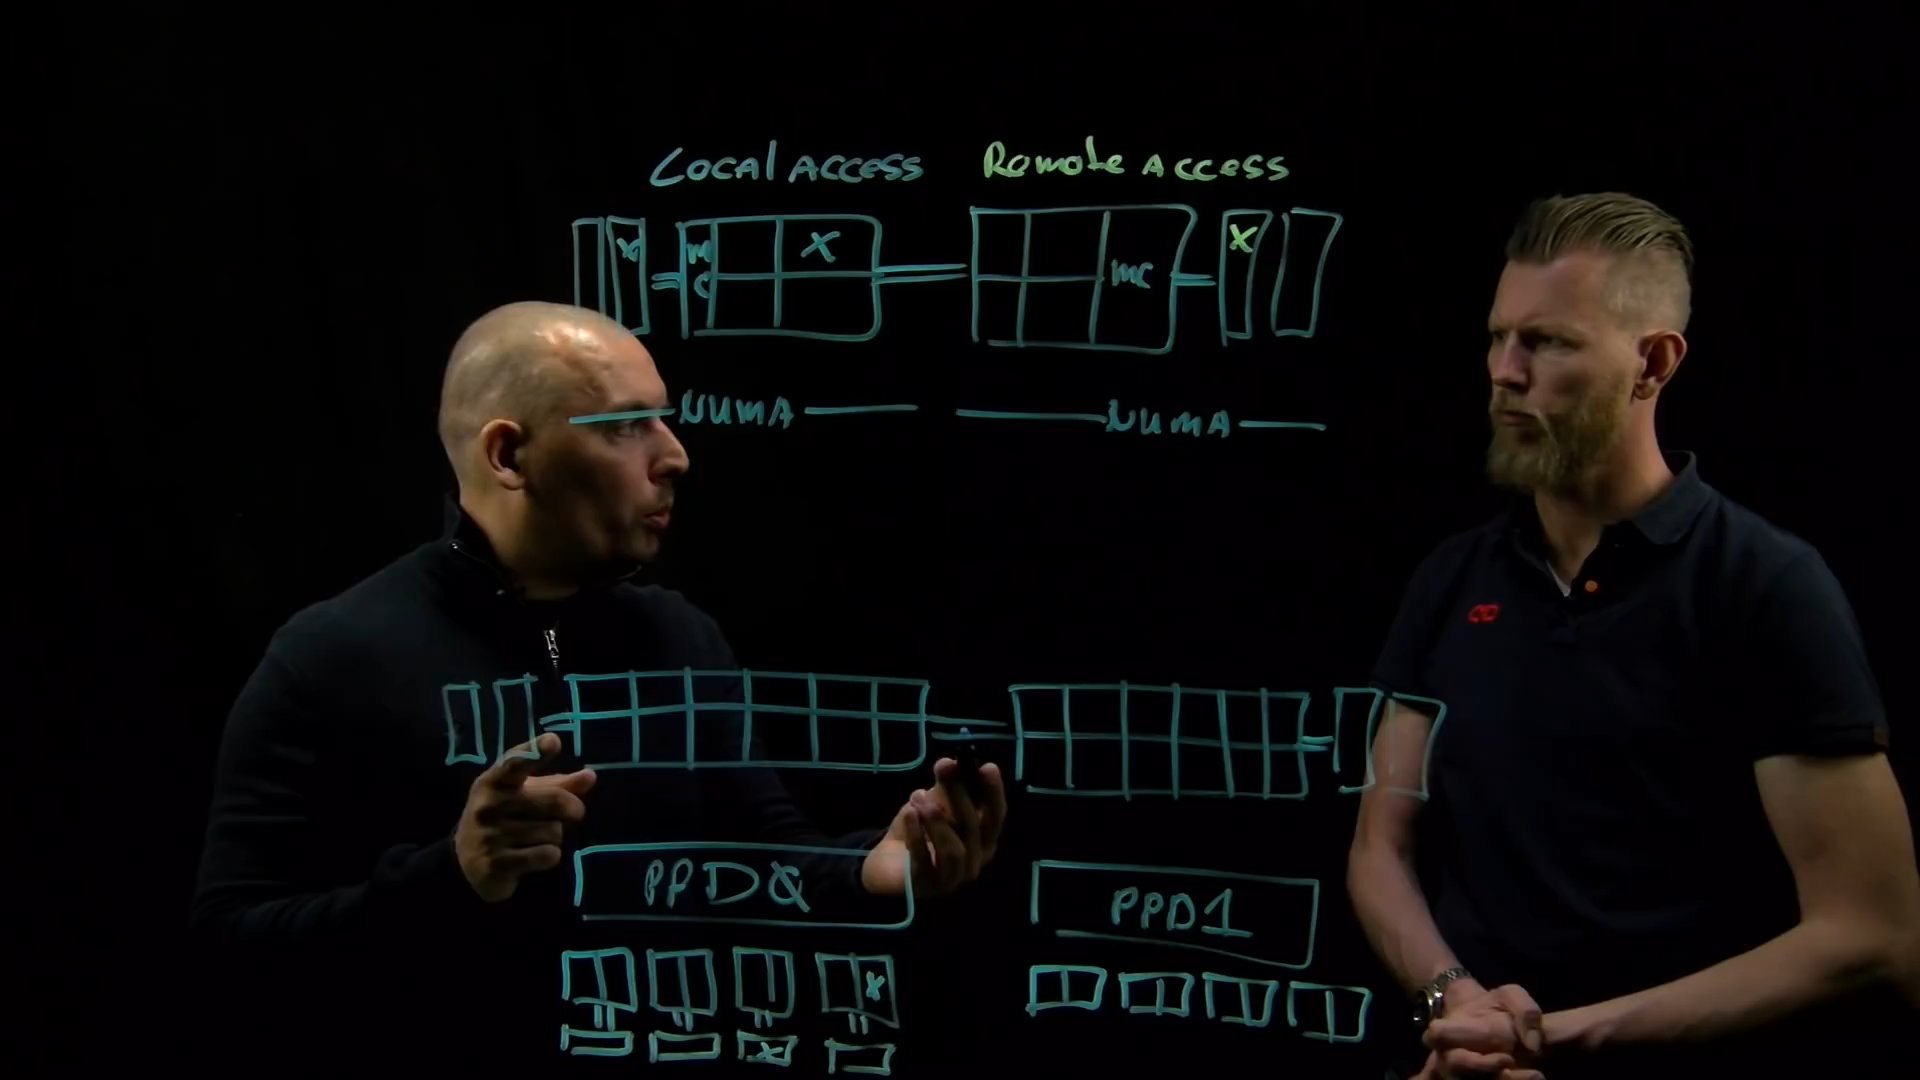 Local Access Remote Access
X m C X MC X
NUMA NUMA
PPD0 PPD1
X
X